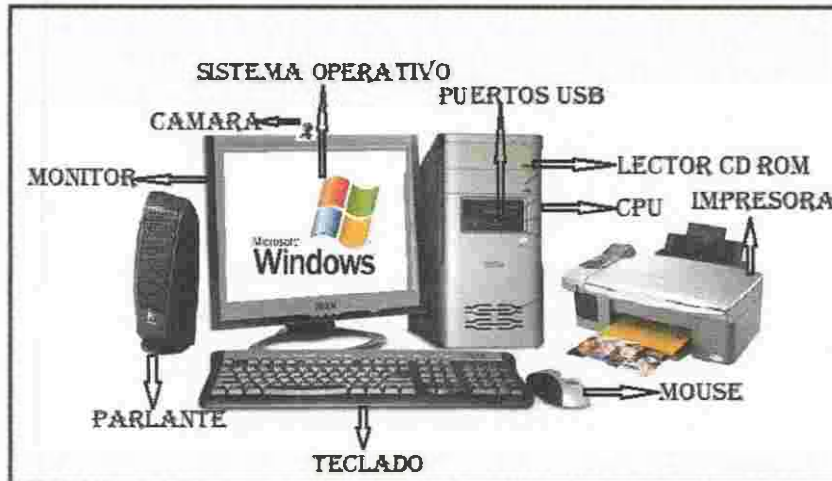 SISTEMA OPERATIVO
PUERTOS USB
CAMARA
LECTOR CD ROM
MONITOR
CPU
IMPRESORA
Microsoft
Windows
MOUSE
PARLANTE
TECLADO